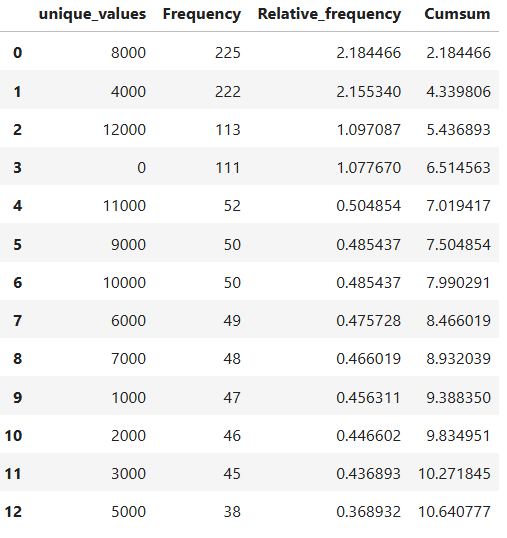 unique_values Frequency Relative_frequency Cumsum
0 8000 225 2.184466 2.184466
1 4000 222 2.155340 4.339806
2 12000 113 1.097087 5.436893
3 0 111 1.077670 6.514563
4 11000 52 0.504854 7.019417
5 9000 50 0.485437 7.504854
6 10000 50 0.485437 7.990291
7 6000 49 0.475728 8.466019
8 7000 48 0.466019 8.932039
9 1000 47 0.456311 9.388350
10 2000 46 0.446602 9.834951
11 3000 45 0.436893 10.271845
12 5000 38 0.368932 10.640777